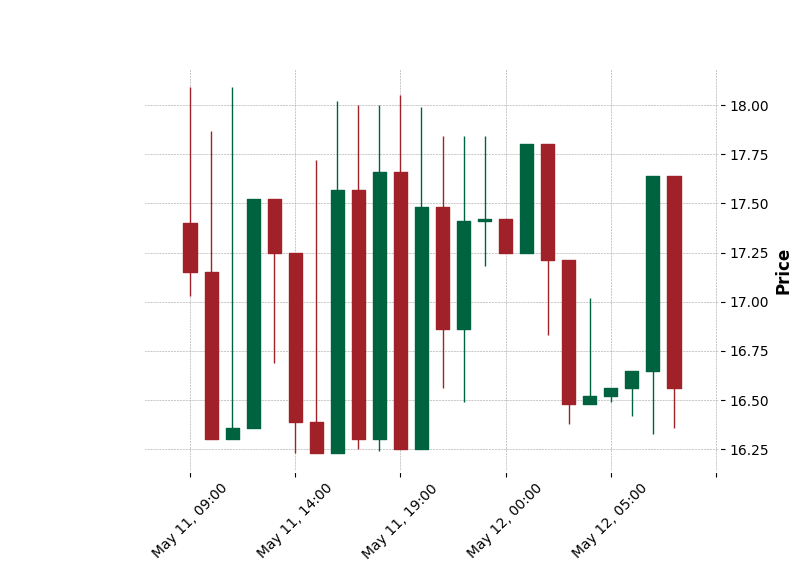 18.00
17.75
17.50
17.25
17.00
16.75
16.50
16.25
Price
May 11, 09:00
May 11, 14:00
May 11, 19:00
May 12, 00:00
May 12, 05:00